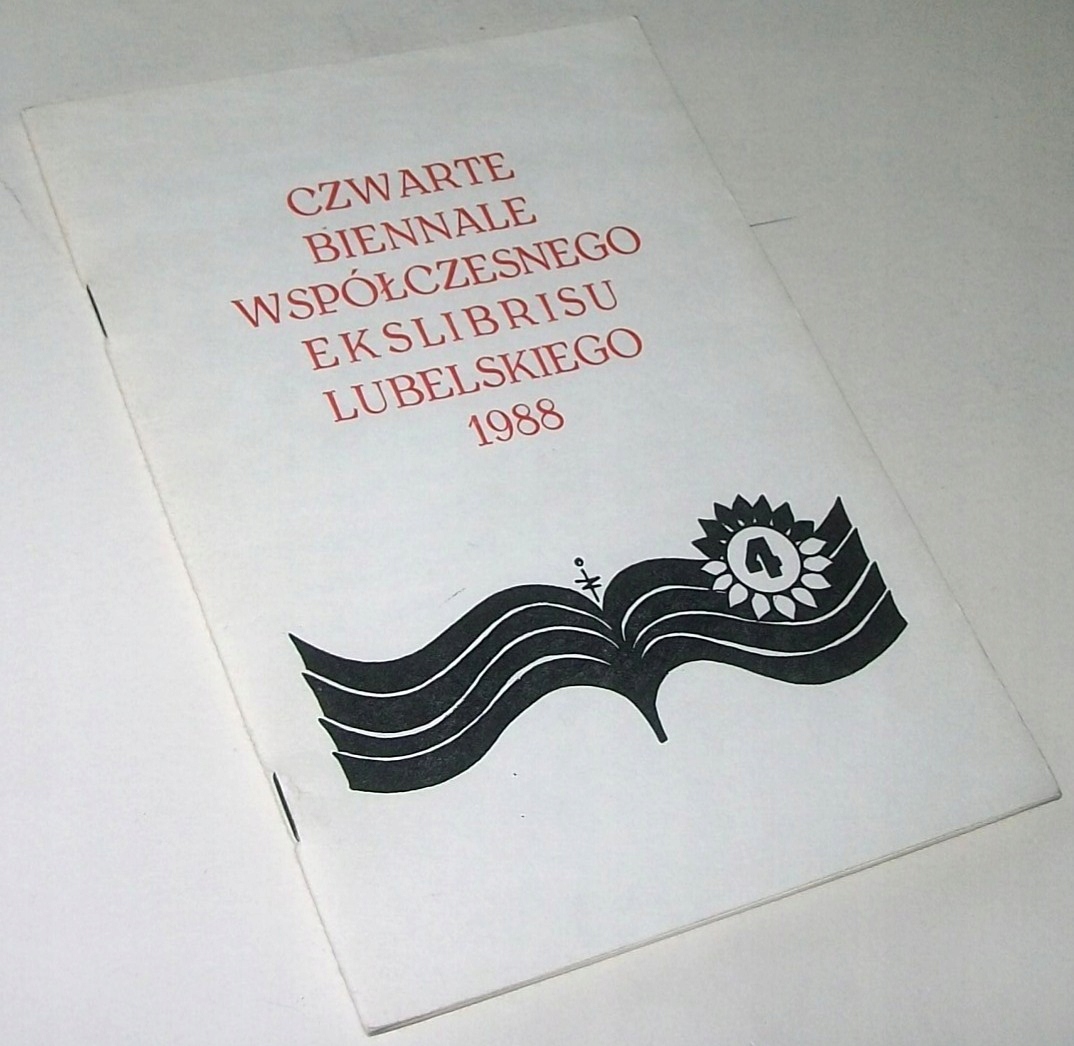 CZWARTE
BIENNALE
WSPÓŁCZESNEGO
EKSLIBRISU
LUBELSKIEGO
1988
4